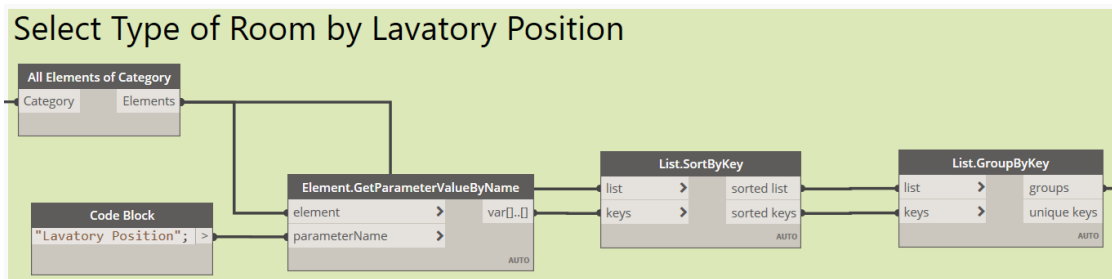 Select Type of Room by Lavatory Position
All Elements of Category
Category Elements
Element.GetParameterValueByName
element > var[]..[]
parameterName >
AUTO
Code Block
"Lavatory Position"; >
List.SortByKey
list > sorted list
keys > sorted keys
AUTO
List.GroupByKey
list > groups
keys > unique keys
AUTO